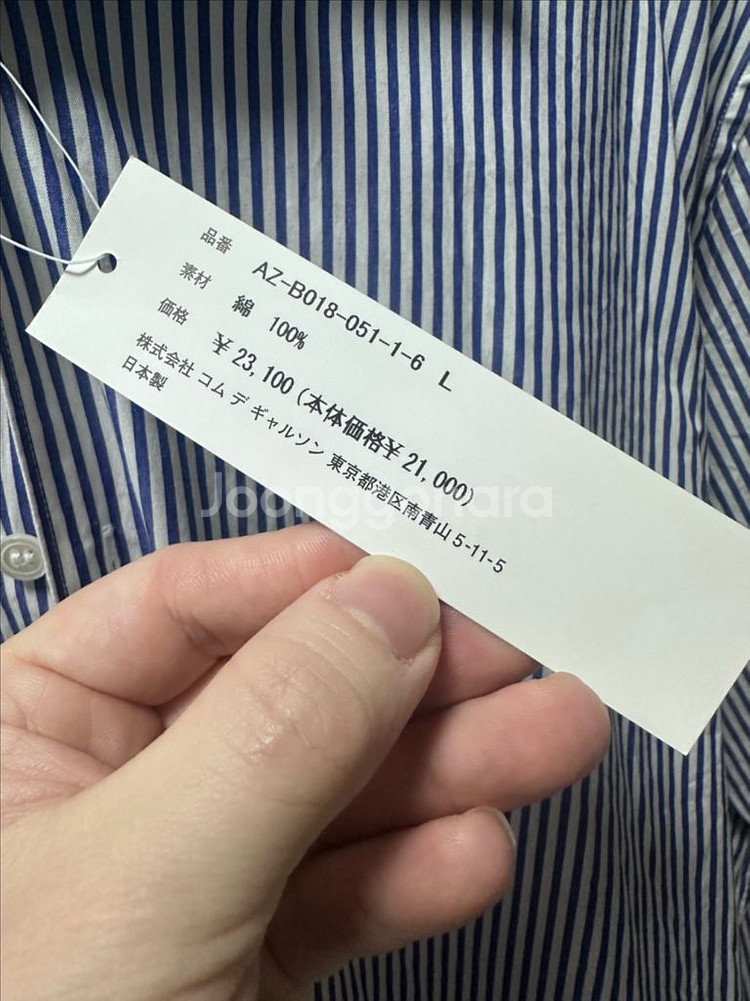 品番 AZ-B018-051-1-6 L
素材 綿 100%
価格 ¥ 23,100 (本体価格¥ 21,000)
株式会社 コム デ ギャルソン 東京都港区南青山 5-11-5
日本製
Joonggonara